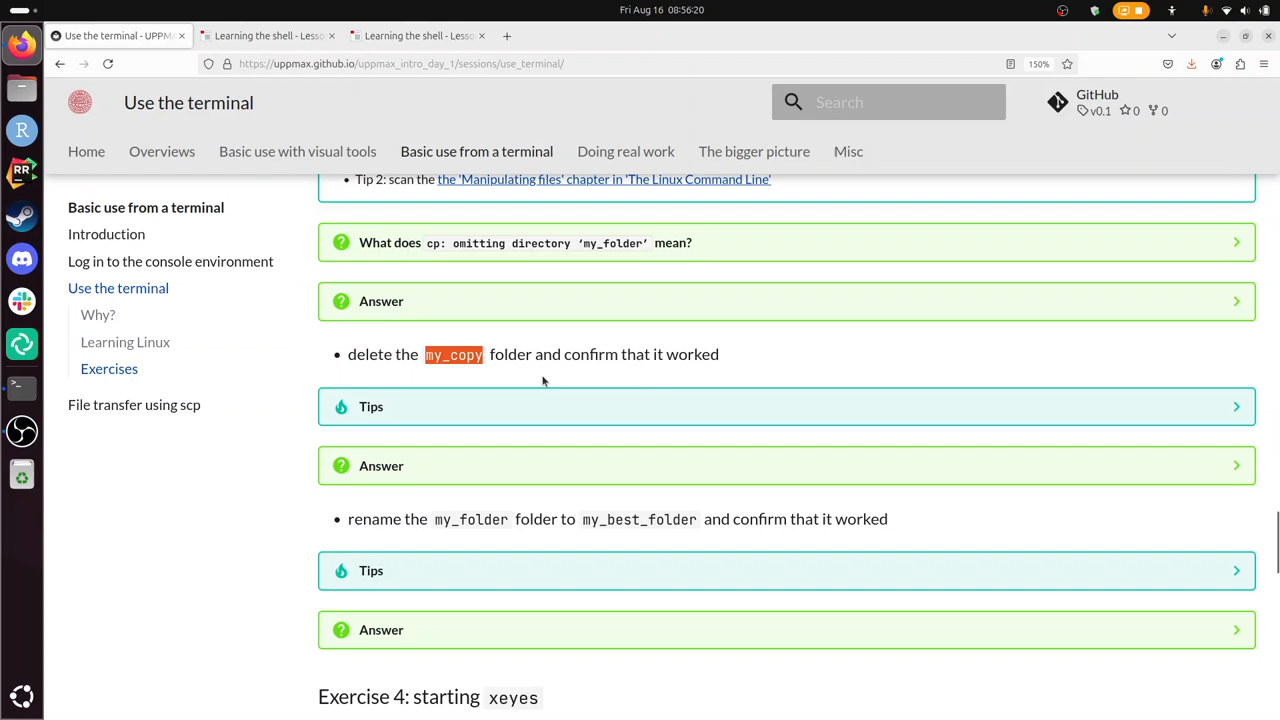 Fri Aug 16 08:56:20
Use the terminal - UPPMA
Learning the shell - Lesso
Learning the shell - Lesso
https://uppmax.github.io/uppmax_intro_day_1/sessions/use_terminal/
150%
Use the terminal
Search
GitHub
v0.1 0 0
Home Overviews Basic use with visual tools Basic use from a terminal Doing real work The bigger picture Misc
Basic use from a terminal
Introduction
Log in to the console environment
Use the terminal
Why?
Learning Linux
Exercises
File transfer using scp
• Tip 2: scan the the 'Manipulating files' chapter in 'The Linux Command Line'
What does cp: omitting directory ‘my_folder’ mean?
Answer
• delete the my_copy folder and confirm that it worked
Tips
Answer
• rename the my_folder folder to my_best_folder and confirm that it worked
Tips
Answer
Exercise 4: starting xeyes